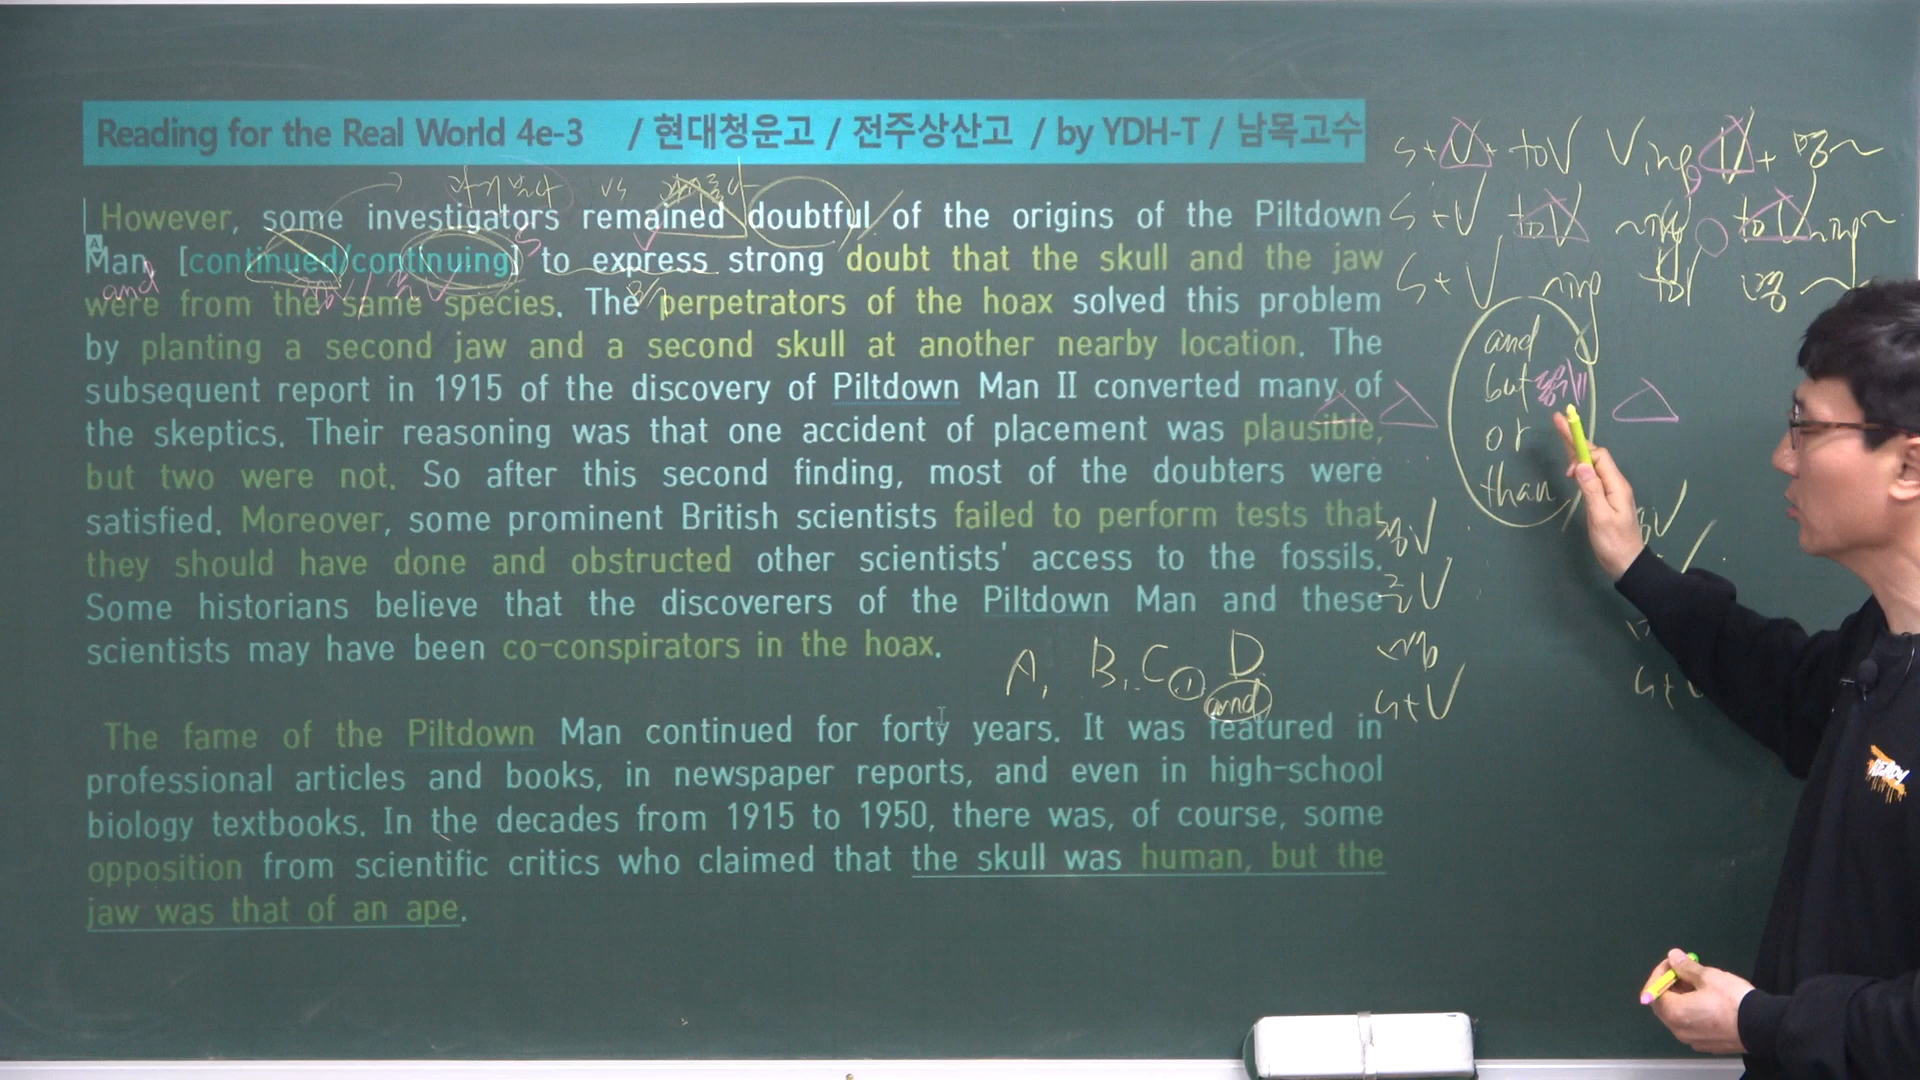 Reading for the Real World 4e-3 / 현대청운고 / 전주상산고 / by YDH-T / 남목고수
vs
However, some investigators remained doubtful of the origins of the Piltdown
A
Man, [continued/continuing] to express strong doubt that the skull and the jaw
and
were from the same species. The perpetrators of the hoax solved this problem
by planting a second jaw and a second skull at another nearby location. The
subsequent report in 1915 of the discovery of Piltdown Man II converted many of
the skeptics. Their reasoning was that one accident of placement was plausible,
but two were not. So after this second finding, most of the doubters were
satisfied. Moreover, some prominent British scientists failed to perform tests that
they should have done and obstructed other scientists' access to the fossils.
Some historians believe that the discoverers of the Piltdown Man and these
scientists may have been co-conspirators in the hoax.
A, B, C, D
and
The fame of the Piltdown Man continued for forty years. It was featured in
professional articles and books, in newspaper reports, and even in high-school
biology textbooks. In the decades from 1915 to 1950, there was, of course, some
opposition from scientific critics who claimed that the skull was human, but the
jaw was that of an ape.
S + V + to V Ving
S + V to V
S + V
and
but
or
than
S+V
READY